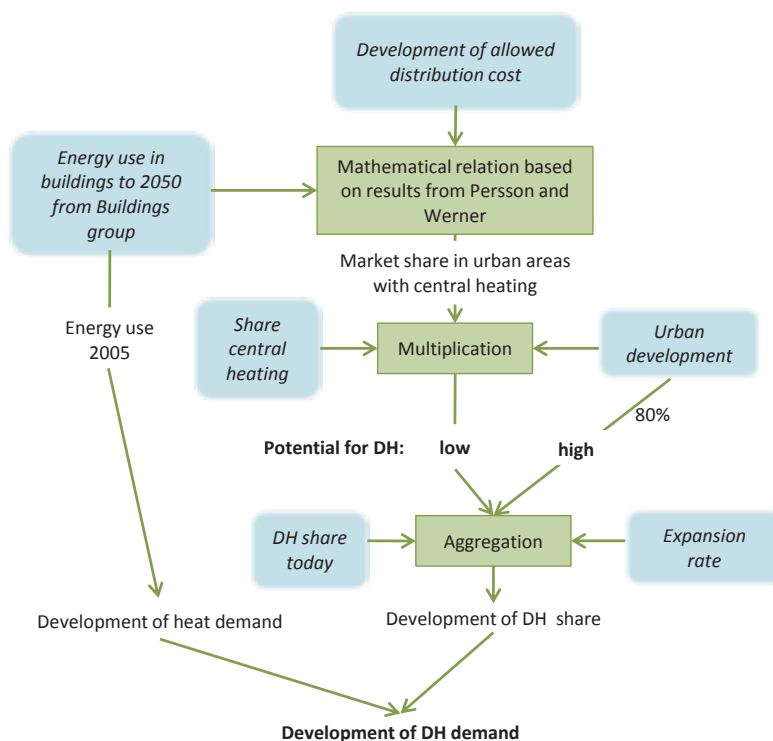 Development of allowed
distribution cost
Energy use in
buildings to 2050
from Buildings
group
Mathematical relation based
on results from Persson and
Werner
Market share in urban areas
with central heating
Energy use
2005
Share
central
heating
Multiplication
Urban
development
80%
Potential for DH: low high
DH share
today
Aggregation
Expansion
rate
Development of heat demand
Development of DH share
Development of DH demand